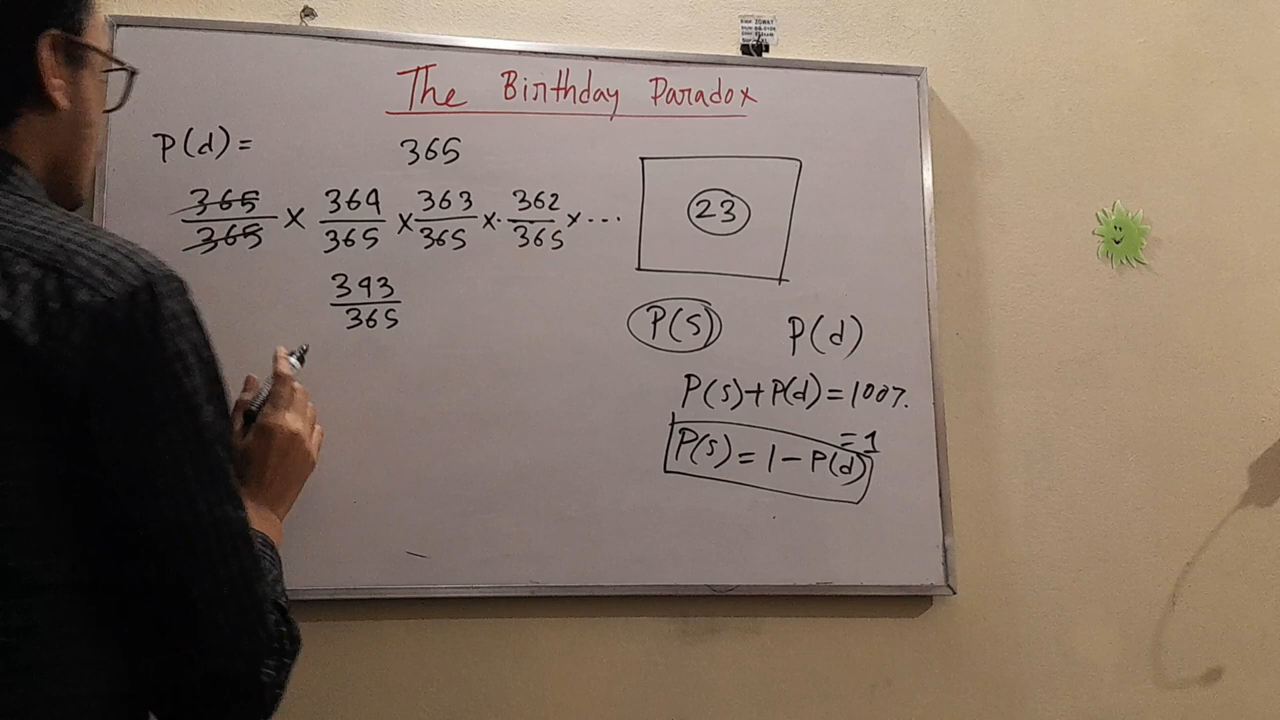 The Birthday Paradox
P(d) =
365
365/365 × 364/365 × 363/365 × 362/365 × ...
343/365
23
P(s) P(d)
P(s)+P(d)=100%
=1
P(s)=1-P(d)